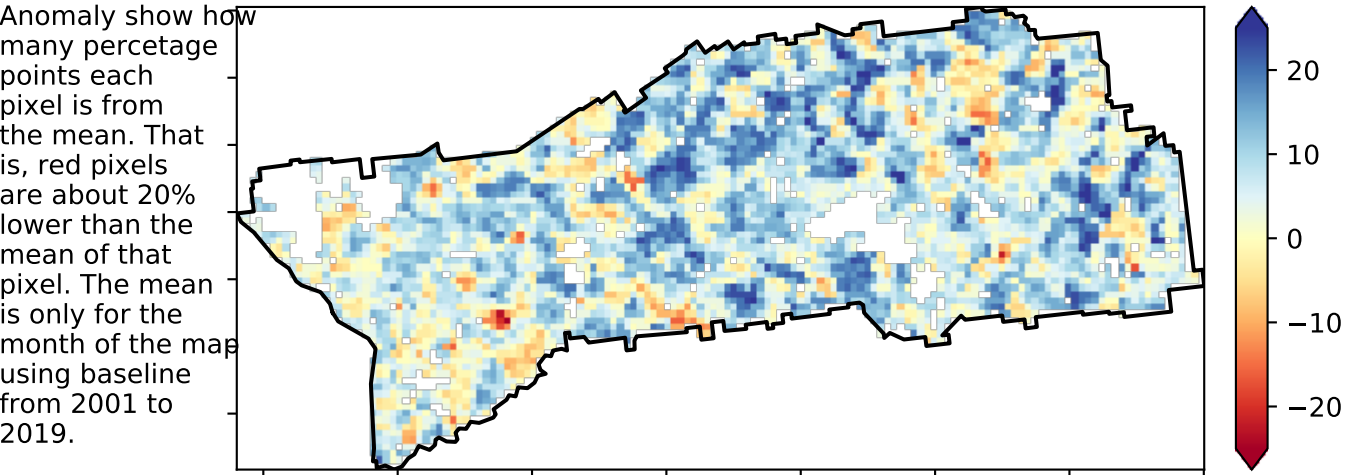 Anomaly show how
many percetage
points each
pixel is from
the mean. That
is, red pixels
are about 20%
lower than the
mean of that
pixel. The mean
is only for the
month of the map
using baseline
from 2001 to
2019.
20
10
0
−10
−20